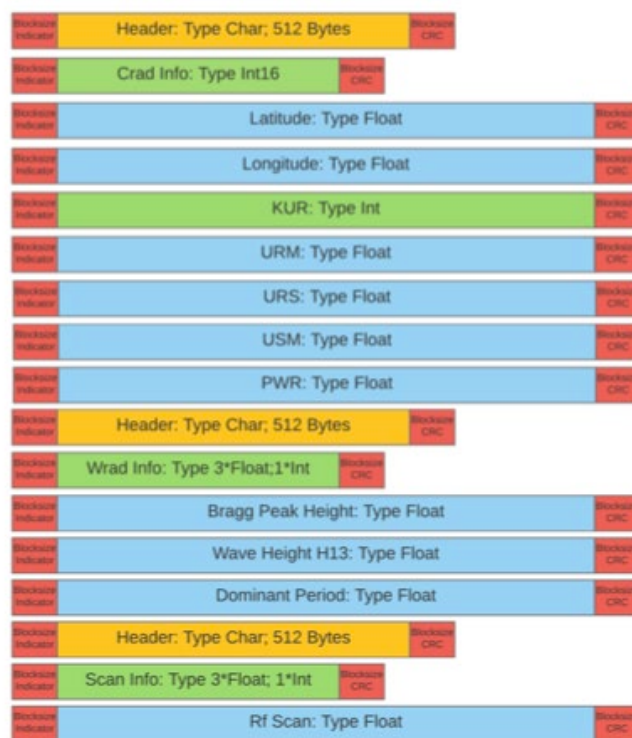 Blocksize Indicator Header: Type Char; 512 Bytes Blocksize CRC
Blocksize Indicator Crad Info: Type Int16 Blocksize CRC
Blocksize Indicator Latitude: Type Float Blocksize CRC
Blocksize Indicator Longitude: Type Float Blocksize CRC
Blocksize Indicator KUR: Type Int Blocksize CRC
Blocksize Indicator URM: Type Float Blocksize CRC
Blocksize Indicator URS: Type Float Blocksize CRC
Blocksize Indicator USM: Type Float Blocksize CRC
Blocksize Indicator PWR: Type Float Blocksize CRC
Blocksize Indicator Header: Type Char; 512 Bytes Blocksize CRC
Blocksize Indicator Wrad Info: Type 3*Float;1*Int Blocksize CRC
Blocksize Indicator Bragg Peak Height: Type Float Blocksize CRC
Blocksize Indicator Wave Height H13: Type Float Blocksize CRC
Blocksize Indicator Dominant Period: Type Float Blocksize CRC
Blocksize Indicator Header: Type Char; 512 Bytes Blocksize CRC
Blocksize Indicator Scan Info: Type 3*Float; 1*Int Blocksize CRC
Blocksize Indicator Rf Scan: Type Float Blocksize CRC